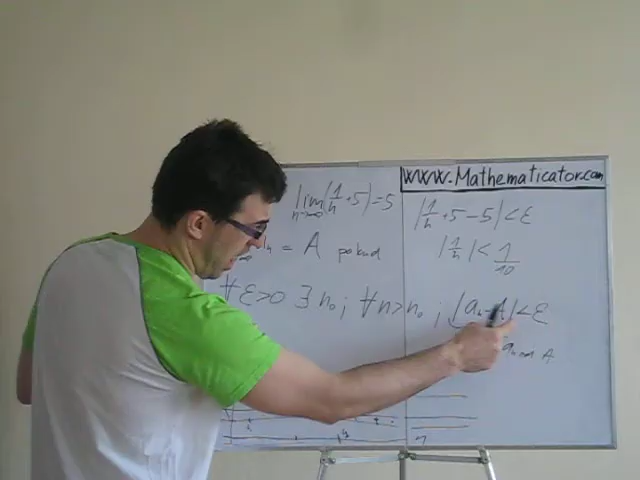 www.Mathematicator.com
lim (1/n + 5) = 5
n→∞
|1/n + 5 - 5| < ε
= A pokud
|1/n| < 1/10
∀ ε>0 ∃ n₀; ∀n>n₀; |aₙ-A| < ε
A